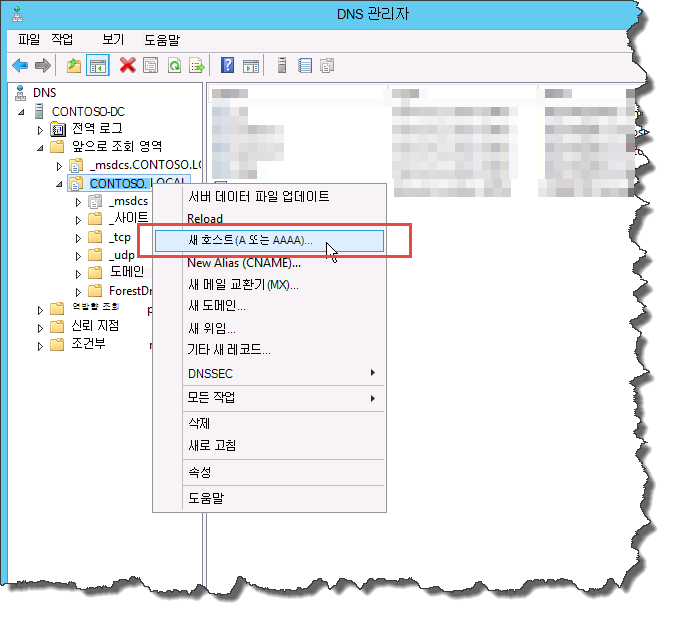 DNS 관리자
파일 작업 보기 도움말
DNS
CONTOSO-DC
전역 로그
앞으로 조회 영역
_msdcs.CONTOSO.LO
CONTOSO.LOCAL
_msdcs
_사이트
_tcp
_udp
도메인
ForestDn
역방향 조회
신뢰 지점
조건부
서버 데이터 파일 업데이트
Reload
새 호스트(A 또는 AAAA)...
New Alias (CNAME)...
새 메일 교환기(MX)...
새 도메인...
새 위임...
기타 새 레코드...
DNSSEC
모든 작업
삭제
새로 고침
속성
도움말